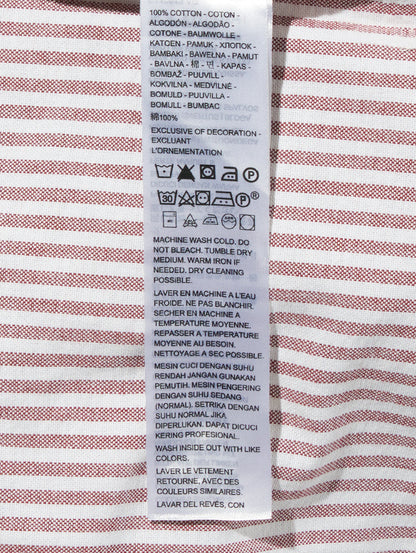 100% COTTON - COTON -
ALGODÓN - ALGODÃO -
COTONE - BAUMWOLLE -
KATOEN - PAMUK - ХЛОПОК -
BAMBAKI - BAWEŁNA - PAMUT
- BAVLNA - 棉 - 면 - KAPAS -
BOMBAŽ - PUUVILL -
KOKVILNA - MEDVILNĖ -
BOMULD - PUUVILLA -
BOMULL - BUMBAC
綿100%
EXCLUSIVE OF DECORATION -
EXCLUANT
L'ORNEMENTATION
P
30 P ®
MACHINE WASH COLD. DO
NOT BLEACH. TUMBLE DRY
MEDIUM. WARM IRON IF
NEEDED, DRY CLEANING
POSSIBLE.
LAVER EN MACHINE A L'EAU
FROIDE. NE PAS BLANCHIR.
SECHER EN MACHINE A
TEMPERATURE MOYENNE.
REPASSER A TEMPERATURE
MOYENNE AU BESOIN.
NETTOYAGE A SEC POSSIBLE.
MESIN CUCI DENGAN SUHU
RENDAH JANGAN GUNAKAN
PEMUTIH. MESIN PENGERING
DENGAN SUHU SEDANG
(NORMAL). SETRIKA DENGAN
SUHU NORMAL JIKA
DIPERLUKAN. DAPAT DICUCI
KERING PROFESIONAL.
WASH INSIDE OUT WITH LIKE
COLORS.
LAVER LE VETEMENT
RETOURNE, AVEC DES
COULEURS SIMILAIRES.
LAVAR DEL REVÉS, CON